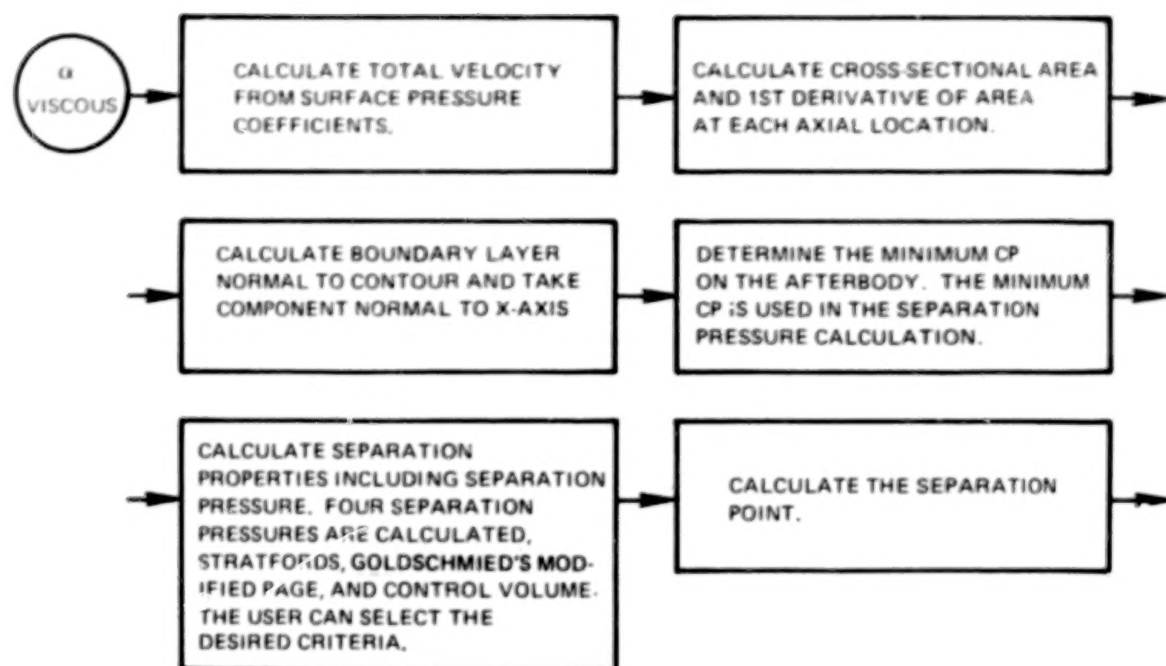 α
VISCOUS
CALCULATE TOTAL VELOCITY
FROM SURFACE PRESSURE
COEFFICIENTS.
CALCULATE CROSS-SECTIONAL AREA
AND 1ST DERIVATIVE OF AREA
AT EACH AXIAL LOCATION.
CALCULATE BOUNDARY LAYER
NORMAL TO CONTOUR AND TAKE
COMPONENT NORMAL TO X-AXIS
DETERMINE THE MINIMUM CP
ON THE AFTERBODY. THE MINIMUM
CP IS USED IN THE SEPARATION
PRESSURE CALCULATION.
CALCULATE SEPARATION
PROPERTIES INCLUDING SEPARATION
PRESSURE. FOUR SEPARATION
PRESSURES ARE CALCULATED,
STRATFORDS, GOLDSCHMIED'S MOD-
IFIED PAGE, AND CONTROL VOLUME.
THE USER CAN SELECT THE
DESIRED CRITERIA.
CALCULATE THE SEPARATION
POINT.